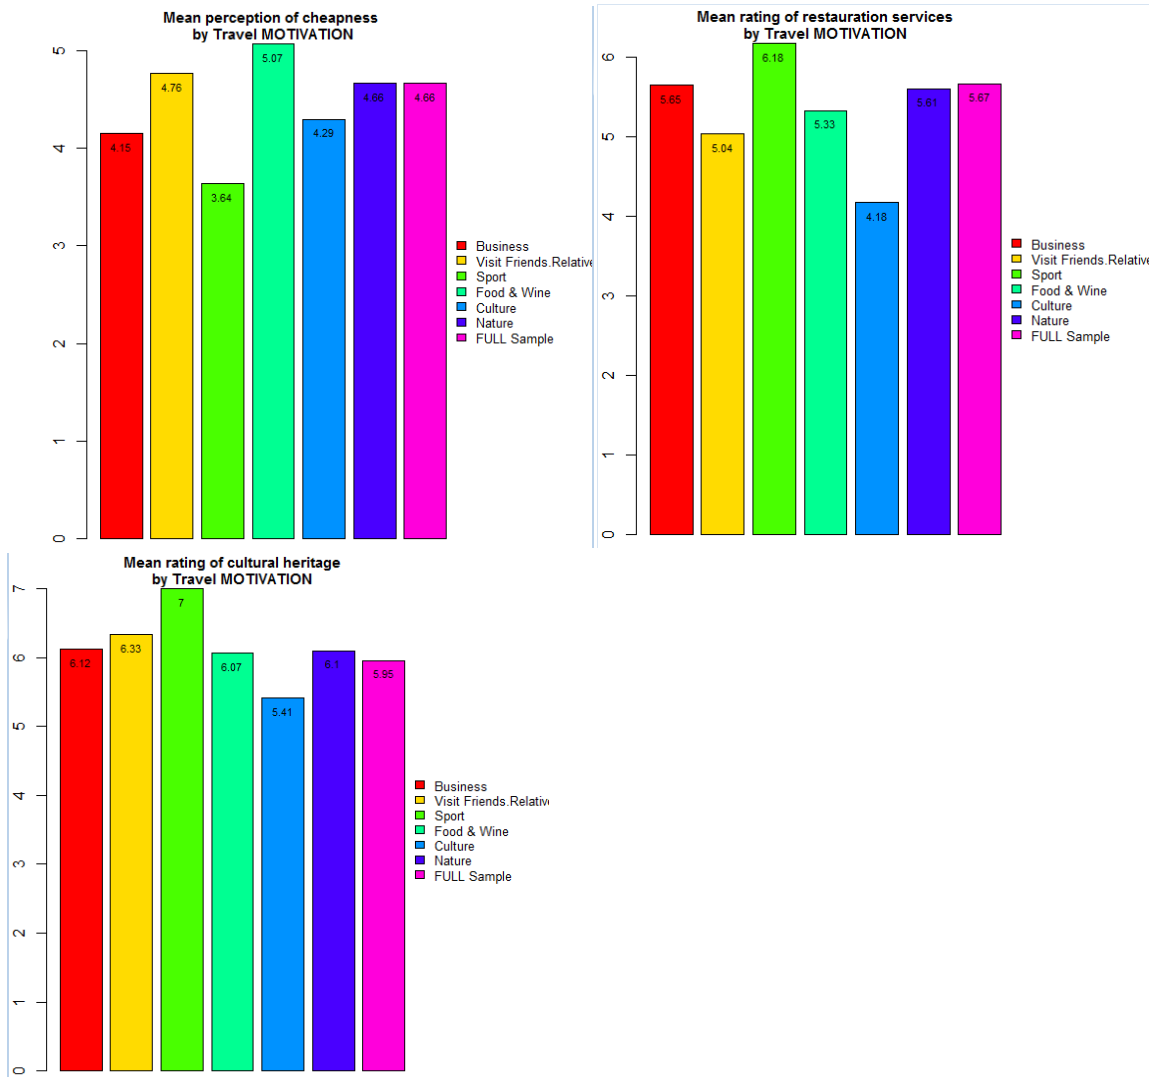 Mean perception of cheapness
by Travel MOTIVATION
5
4
3
2
1
0
4.15
4.76
3.64
5.07
4.29
4.66
4.66
Business
Visit Friends.Relative
Sport
Food & Wine
Culture
Nature
FULL Sample
Mean rating of restauration services
by Travel MOTIVATION
6
5
4
3
2
1
0
5.65
5.04
6.18
5.33
4.18
5.61
5.67
Business
Visit Friends.Relative
Sport
Food & Wine
Culture
Nature
FULL Sample
Mean rating of cultural heritage
by Travel MOTIVATION
7
6
5
4
3
2
1
0
6.12
6.33
7
6.07
5.41
6.1
5.95
Business
Visit Friends.Relativ
Sport
Food & Wine
Culture
Nature
FULL Sample